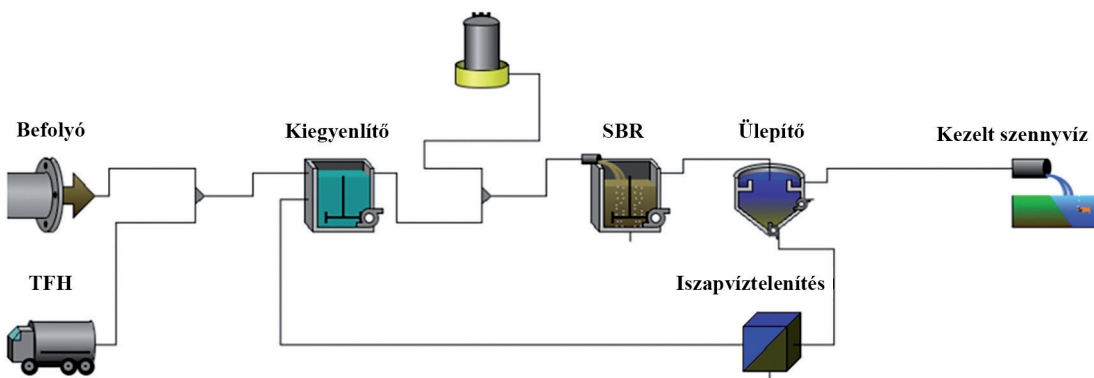 Befolyó
Kiegyenlítő
SBR
Ülepítő
Kezelt szennyvíz
TFH
Iszapvíztelenítés